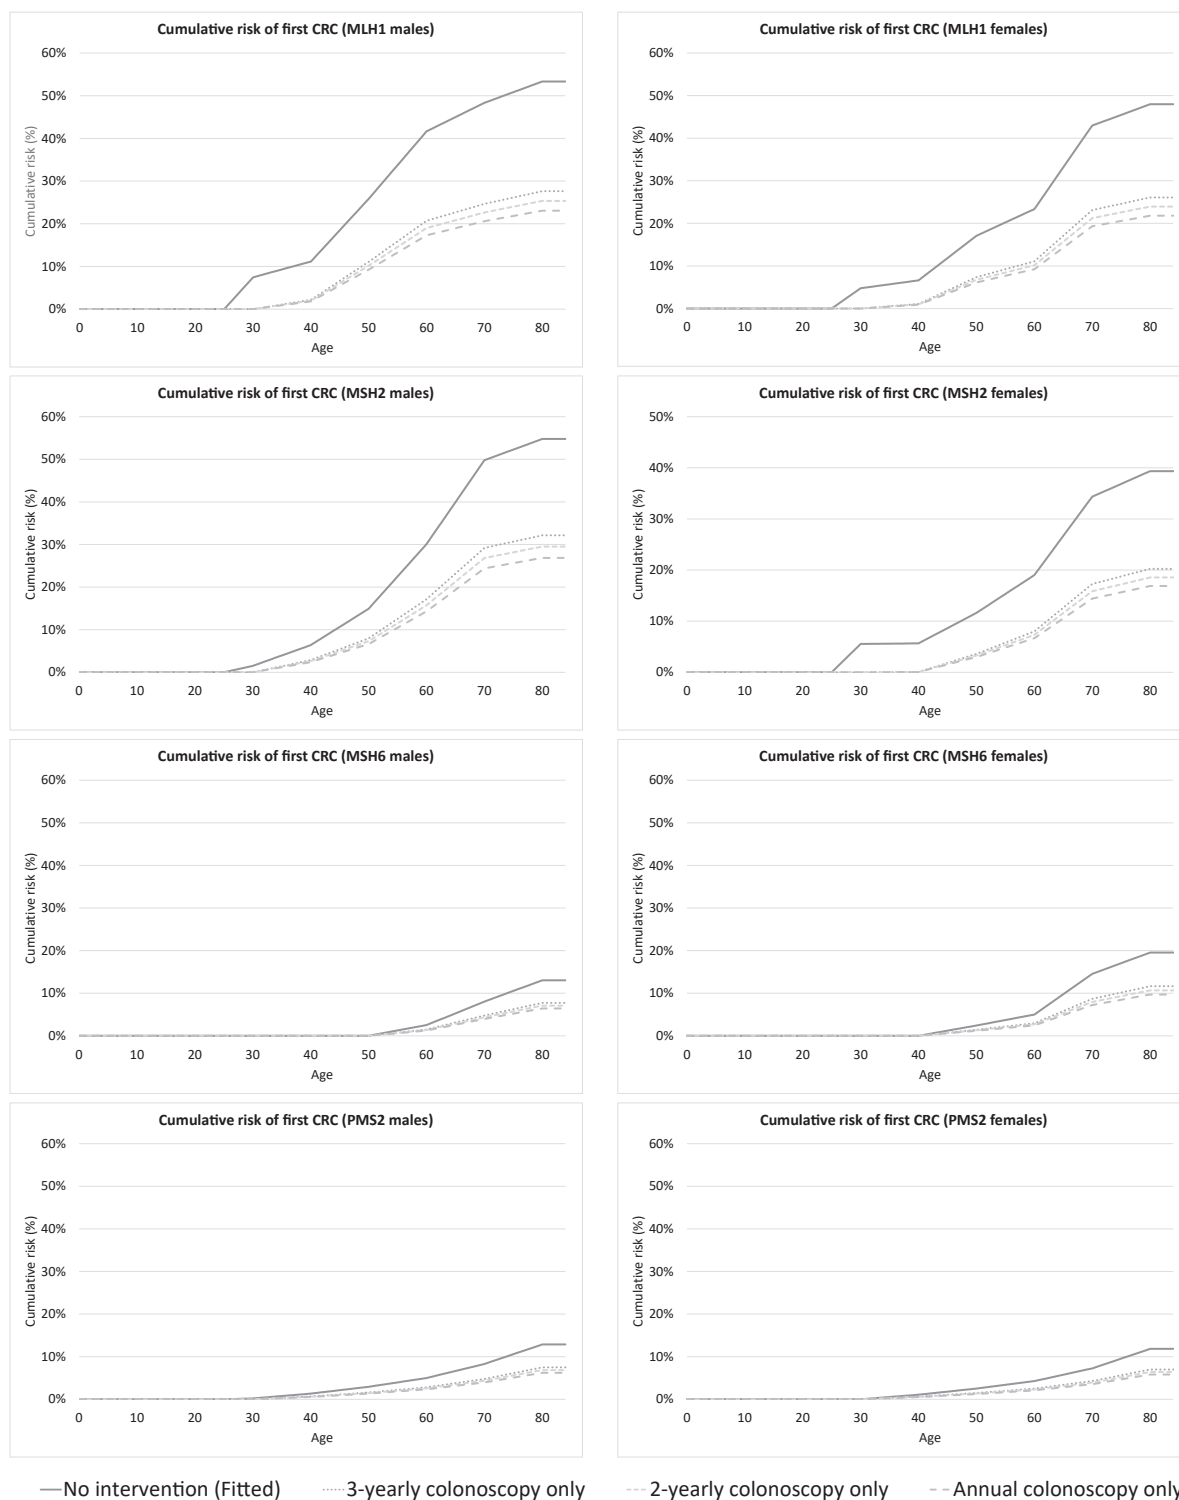 Cumulative risk of first CRC (MLH1 males)
60%
50%
40%
30%
20%
10%
0%
Cumulative risk (%)
0 10 20 30 40 50 60 70 80
Age
Cumulative risk of first CRC (MLH1 females)
60%
50%
40%
30%
20%
10%
0%
Cumulative risk (%)
0 10 20 30 40 50 60 70 80
Age
Cumulative risk of first CRC (MSH2 males)
60%
50%
40%
30%
20%
10%
0%
Cumulative risk (%)
0 10 20 30 40 50 60 70 80
Age
Cumulative risk of first CRC (MSH2 females)
50%
40%
30%
20%
10%
0%
Cumulative risk (%)
0 10 20 30 40 50 60 70 80
Age
Cumulative risk of first CRC (MSH6 males)
60%
50%
40%
30%
20%
10%
0%
Cumulative risk (%)
0 10 20 30 40 50 60 70 80
Age
Cumulative risk of first CRC (MSH6 females)
60%
50%
40%
30%
20%
10%
0%
Cumulative risk (%)
0 10 20 30 40 50 60 70 80
Age
Cumulative risk of first CRC (PMS2 males)
60%
50%
40%
30%
20%
10%
0%
Cumulative risk (%)
0 10 20 30 40 50 60 70 80
Age
Cumulative risk of first CRC (PMS2 females)
60%
50%
40%
30%
20%
10%
0%
Cumulative risk (%)
0 10 20 30 40 50 60 70 80
Age
No intervention (Fitted) 3-yearly colonoscopy only 2-yearly colonoscopy only Annual colonoscopy only